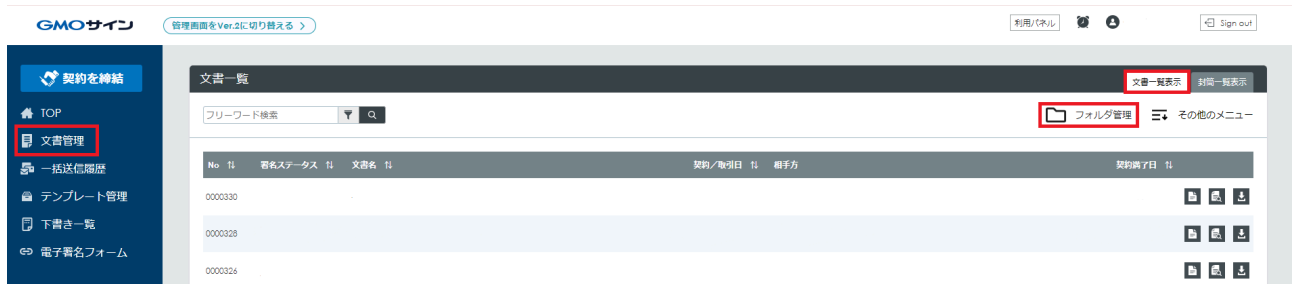 GMOサイン 管理画面をVer.2に切り替える 利用パネル Sign out
契約を締結
TOP
文書管理
一括送信履歴
テンプレート管理
下書き一覧
電子署名フォーム
文書一覧 文書一覧表示 封筒一覧表示
フリーワード検索 フォルダ管理 その他のメニュー
No 署名ステータス 文書名 契約/取引日 相手方 契約満了日
0000330
0000328
0000326